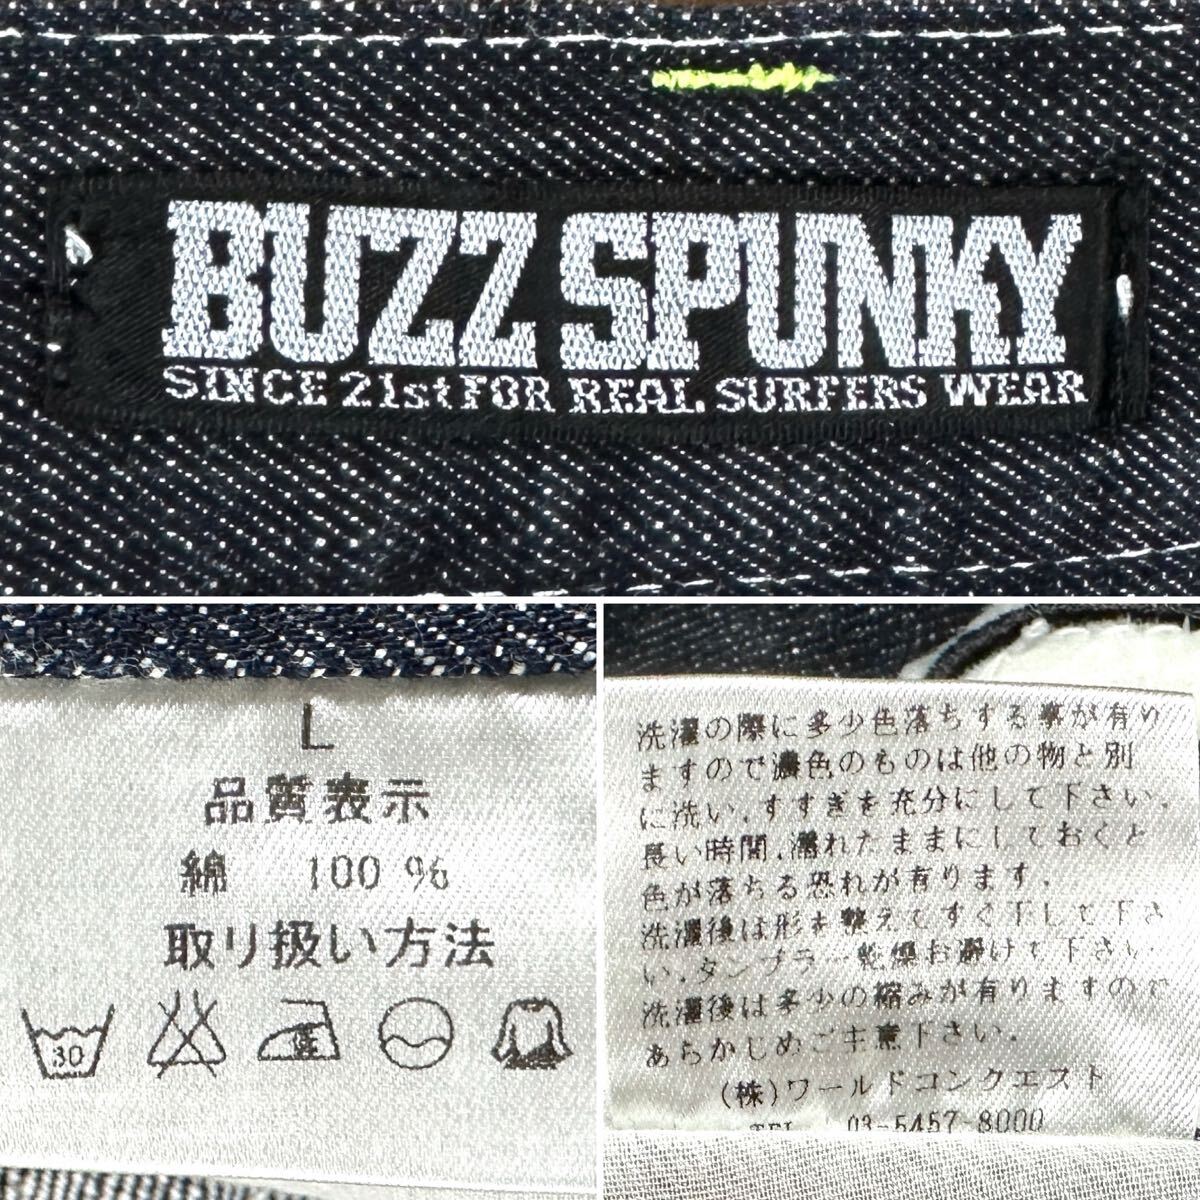 BUZZ SPUNKY
SINCE 21st FOR REAL SURFERS WEAR
L
品質表示
綿 100%
取り扱い方法
30
洗濯の際に多少色落ちする事が有り
ますので濃色のものは他の物と別
に洗い.すすぎを充分にして下さい.
長い時間.濡れたままにしておくと
色が落ちる恐れが有ります.
洗濯後は形を整えてすぐ干して下さ
い.タンブラー乾燥お避けて下さい.
洗濯後は多少の縮みが有りますので
あらかじめご注意下さい.
(株)ワールドコンクエスト
TEL 03-5457-8000